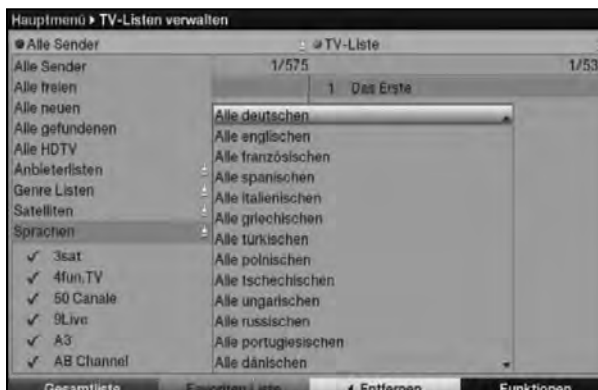 Hauptmenü ▸ TV-Listen verwalten
Alle Sender TV-Liste
Alle Sender 1/575 1/53
Alle freien 1 Das Erste
Alle neuen
Alle gefundenen
Alle HDTV
Anbieterlisten
Genre Listen
Satelliten
Sprachen
Alle deutschen
Alle englischen
Alle französischen
Alle spanischen
Alle italienischen
Alle griechischen
Alle türkischen
Alle polnischen
Alle tschechischen
Alle ungarischen
Alle russischen
Alle portugiesischen
Alle dänischen
✓ 3sat
✓ 4fun.TV
✓ 50 Canale
✓ 9Live
✓ A3
✓ AB Channel
Gesamtliste Favoriten Liste Entfernen Funktionen